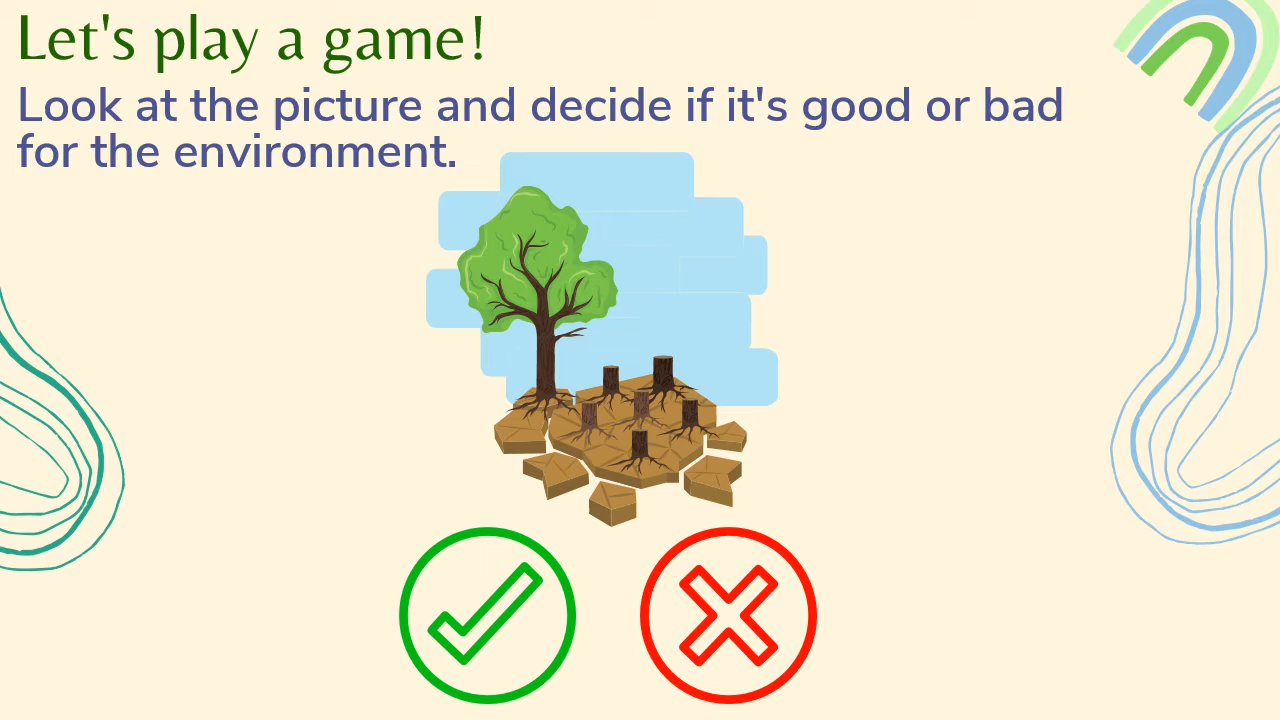 Let's play a game!
Look at the picture and decide if it's good or bad
for the environment.